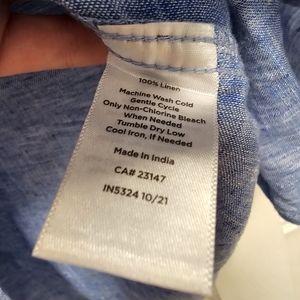 100% Linen
Machine Wash Cold
Gentle Cycle
Only Non-Chlorine Bleach
When Needed
Tumble Dry Low
Cool Iron, If Needed
Made in India
CA# 23147
IN5324 10/21